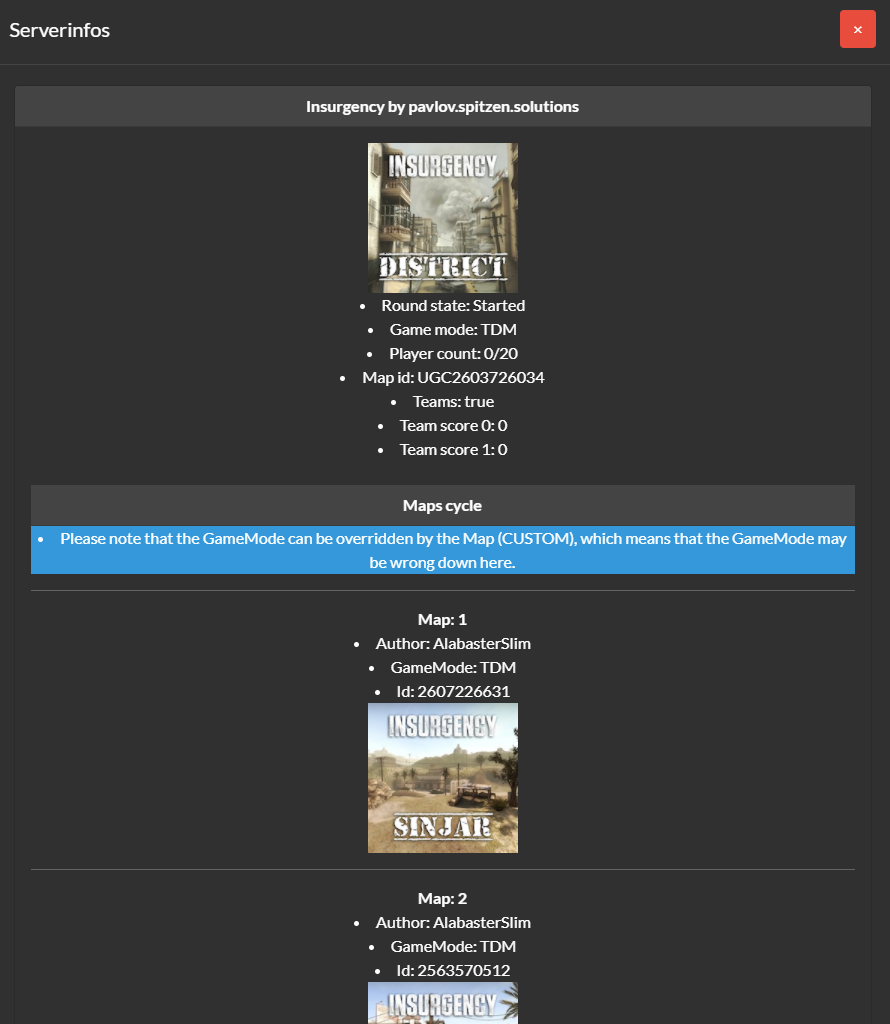 Serverinfos
×
Insurgency by pavlov.spitzen.solutions
INSURGENCY
DISTRICT
• Round state: Started
• Game mode: TDM
• Player count: 0/20
• Map id: UGC2603726034
• Teams: true
• Team score 0: 0
• Team score 1: 0
Maps cycle
• Please note that the GameMode can be overridden by the Map (CUSTOM), which means that the GameMode may
be wrong down here.
Map: 1
• Author: AlabasterSlim
• GameMode: TDM
• Id: 2607226631
INSURGENCY
SINJAR
Map: 2
• Author: AlabasterSlim
• GameMode: TDM
• Id: 2563570512
INSURGENCY